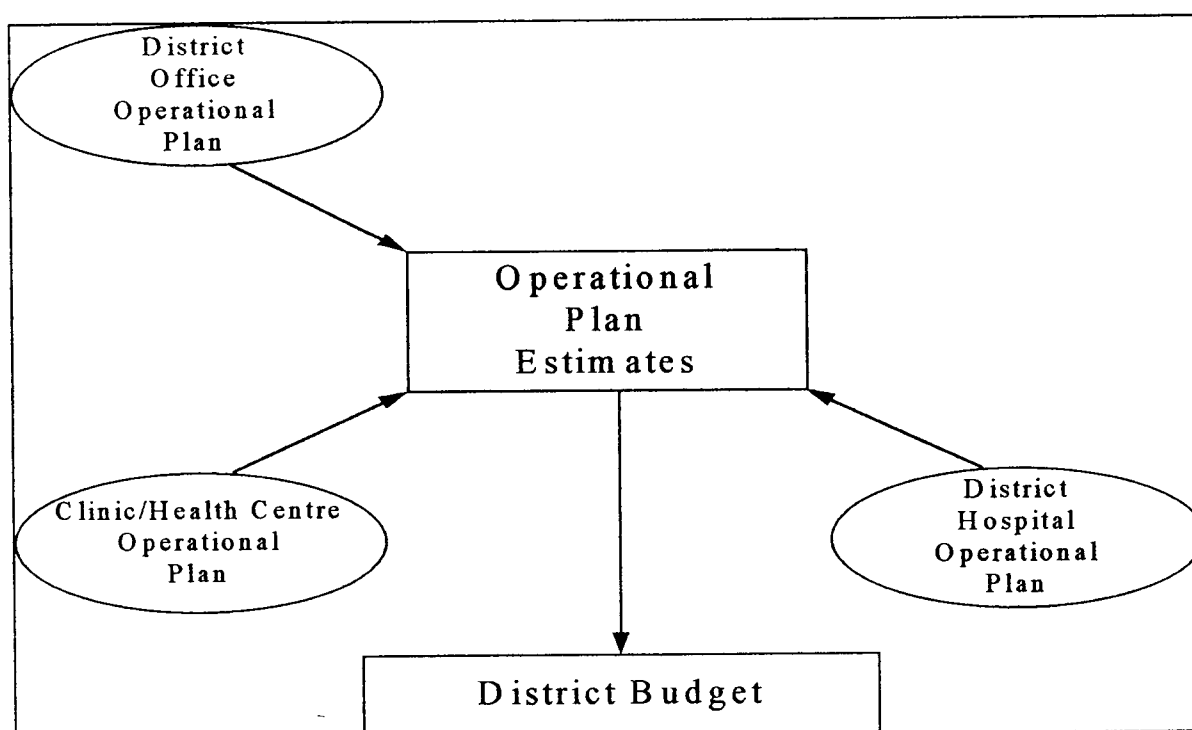 District
Office
Operational
Plan
Operational
Plan
Estimates
Clinic/Health Centre
Operational
Plan
District
Hospital
Operational
Plan
District Budget